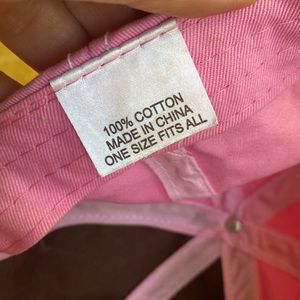 100% COTTON
MADE IN CHINA
ONE SIZE FITS ALL